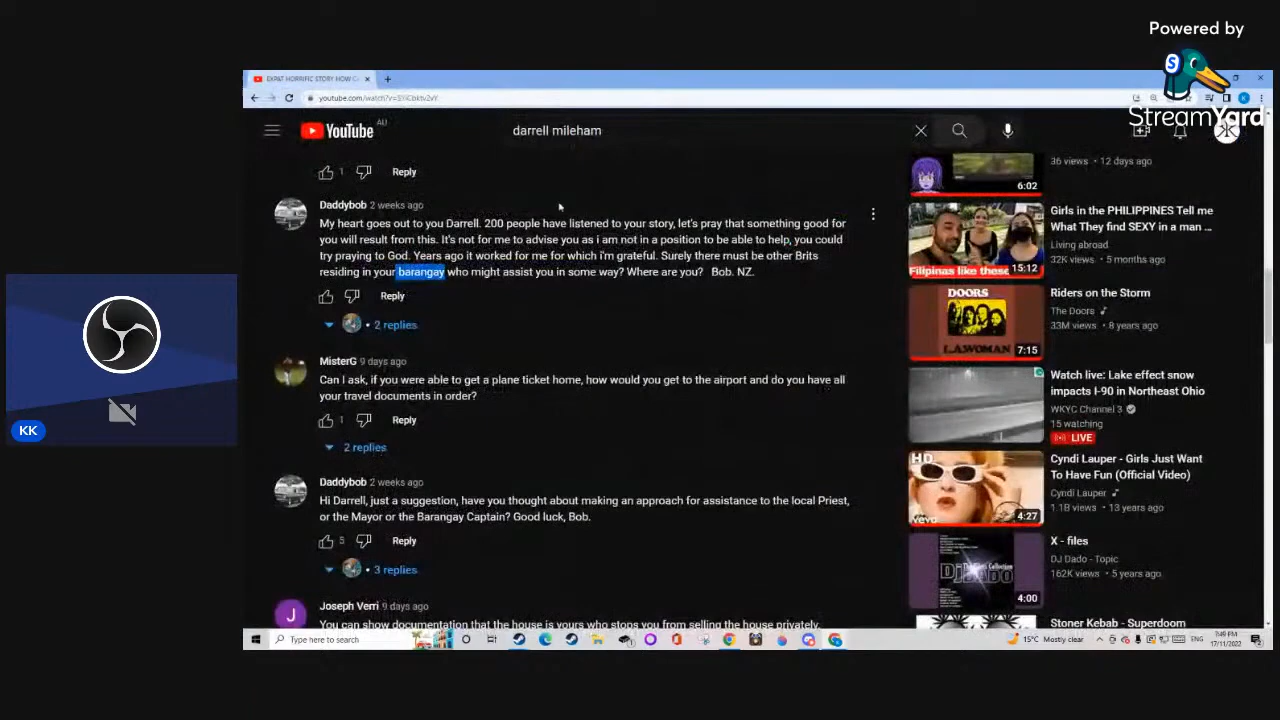 Powered by
StreamYard
EXPAT HORRIFIC STORY HOW
YouTube AU
darrell mileham
1
Reply
Daddybob 2 weeks ago
My heart goes out to you Darrell. 200 people have listened to your story, let's pray that something good for
you will result from this. It's not for me to advise you as i am not in a position to be able to help, you could
try praying to God. Years ago it worked for me for which i'm grateful. Surely there must be other Brits
residing in your barangay who might assist you in some way? Where are you? Bob. NZ.
Reply
• 2 replies
MisterG 9 days ago
Can I ask, if you were able to get a plane ticket home, how would you get to the airport and do you have all
your travel documents in order?
1
Reply
2 replies
Daddybob 2 weeks ago
Hi Darrell, just a suggestion, have you thought about making an approach for assistance to the local Priest,
or the Mayor or the Barangay Captain? Good luck, Bob.
5
Reply
• 3 replies
J
Joseph Verri 9 days ago
You can show documentation that the house is yours who stops you from selling the house privately.
36 views • 12 days ago
6:02
Girls in the PHILIPPINES Tell me
What They find SEXY in a man ...
Living abroad
32K views • 5 months ago
Filipinas like these
15:12
Riders on the Storm
The Doors
33M views • 8 years ago
DOORS
L.A.WOMAN
7:15
Watch live: Lake effect snow
impacts I-90 in Northeast Ohio
WKYC Channel 3
15 watching
LIVE
Cyndi Lauper - Girls Just Want
To Have Fun (Official Video)
Cyndi Lauper
1.1B views • 13 years ago
HD
vevo
4:27
X - files
DJ Dado - Topic
162K views • 5 years ago
DJ DADO
4:00
Stoner Kebab - Superdoom
KK
Type here to search
15°C Mostly clear
ENG
7:49 PM
17/11/2022